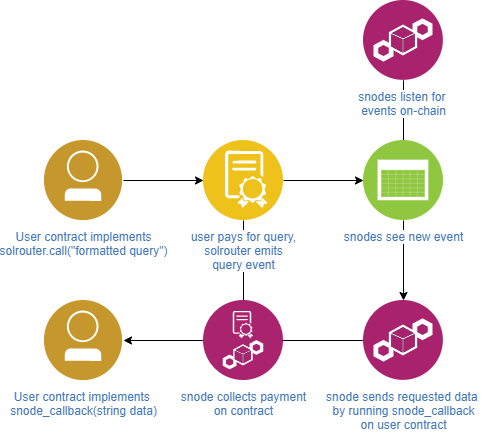 snodes listen for
events on-chain
User contract implements
solrouter.call("formatted query")
user pays for query,
solrouter emits
query event
snodes see new event
User contract implements
snode_callback(string data)
snode collects payment
on contract
snode sends requested data
by running snode_callback
on user contract